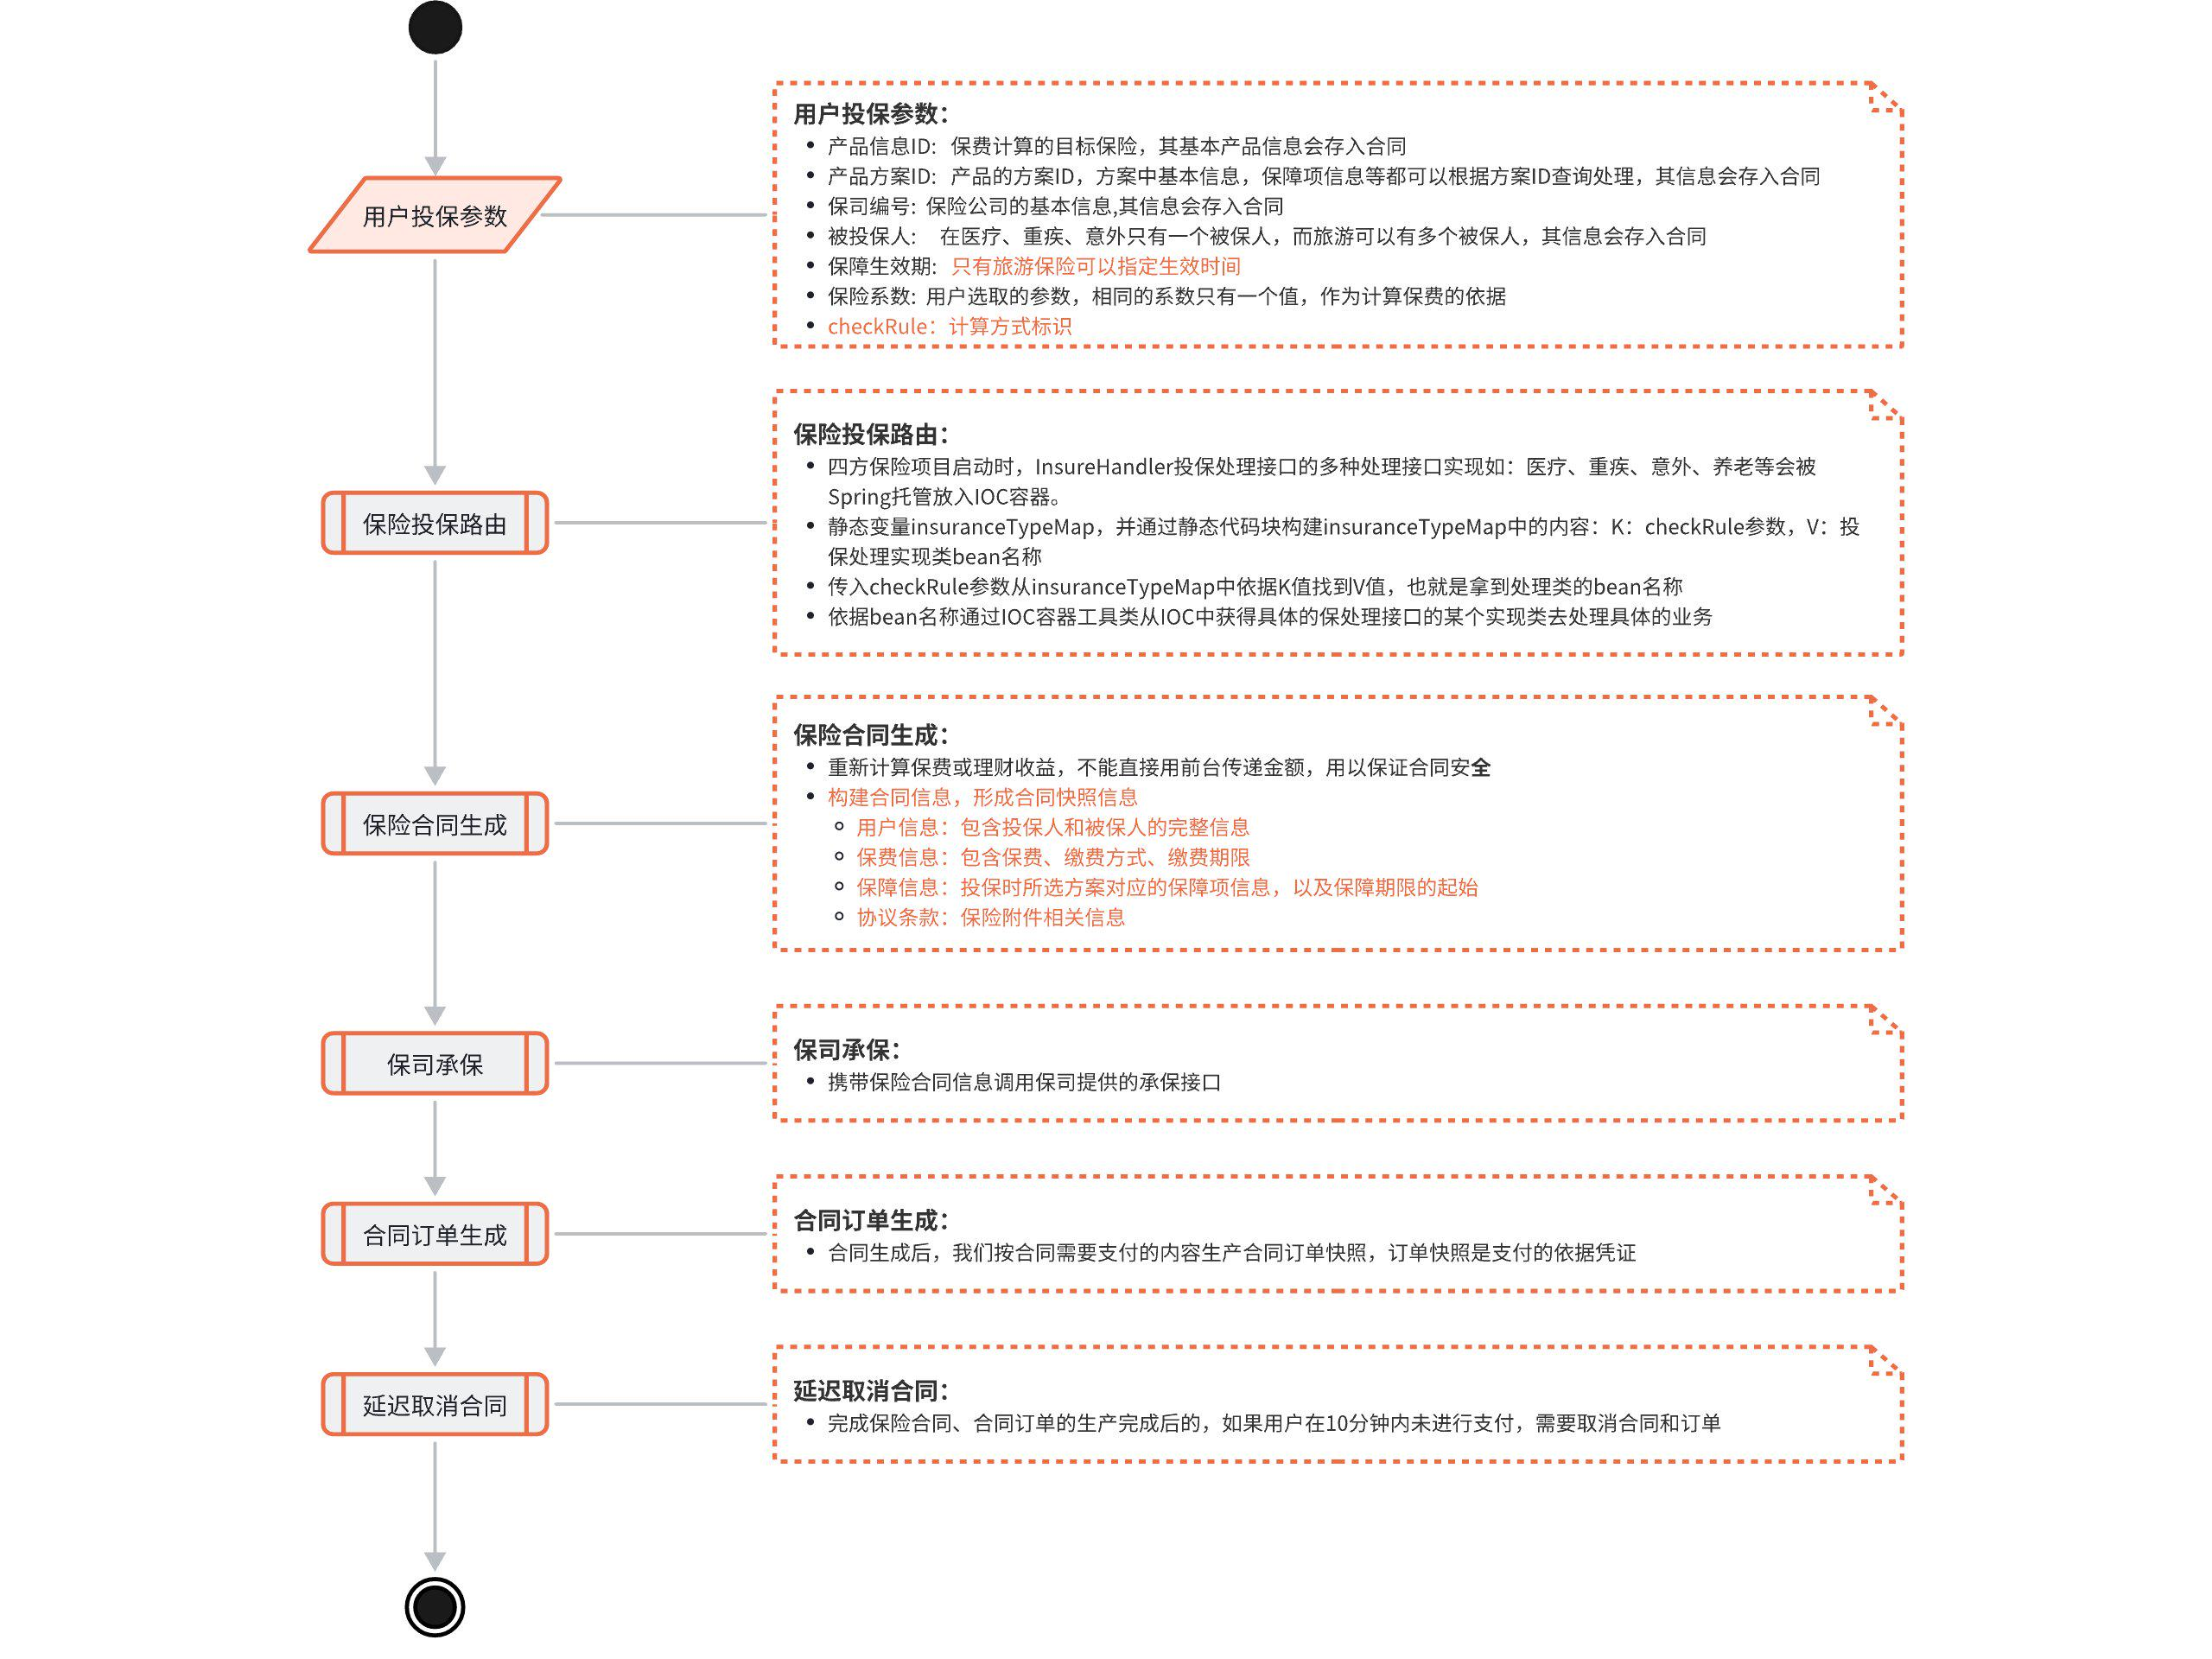 用户投保参数
用户投保参数：
产品信息ID： 保费计算的目标保险，其基本产品信息会存入合同
产品方案ID： 产品的方案ID，方案中基本信息，保障项信息等都可以根据方案ID查询处理，其信息会存入合同
保司编号：保险公司的基本信息,其信息会存入合同
被投保人： 在医疗、重疾、意外只有一个被保人，而旅游可以有多个被保人，其信息会存入合同
保障生效期： 只有旅游保险可以指定生效时间
保险系数：用户选取的参数，相同的系数只有一个值，作为计算保费的依据
checkRule：计算方式标识
保险投保路由
保险投保路由：
四方保险项目启动时，InsureHandler投保处理接口的多种处理接口实现如：医疗、重疾、意外、养老等会被
Spring托管放入IOC容器。
静态变量insuranceTypeMap，并通过静态代码块构建insuranceTypeMap中的内容：K：checkRule参数，V：投
保处理实现类bean名称
传入checkRule参数从insuranceTypeMap中依据K值找到V值，也就是拿到处理类的bean名称
依据bean名称通过IOC容器工具类从IOC中获得具体的保处理接口的某个实现类去处理具体的业务
保险合同生成
保险合同生成：
重新计算保费或理财收益，不能直接用前台传递金额，用以保证合同安全
构建合同信息，形成合同快照信息
用户信息：包含投保人和被保人的完整信息
保费信息：包含保费、缴费方式、缴费期限
保障信息：投保时所选方案对应的保障项信息，以及保障期限的起始
协议条款：保险附件相关信息
保司承保
保司承保：
携带保险合同信息调用保司提供的承保接口
合同订单生成
合同订单生成：
合同生成后，我们按合同需要支付的内容生产合同订单快照，订单快照是支付的依据凭证
延迟取消合同
延迟取消合同：
完成保险合同、合同订单的生产完成后的，如果用户在10分钟内未进行支付，需要取消合同和订单